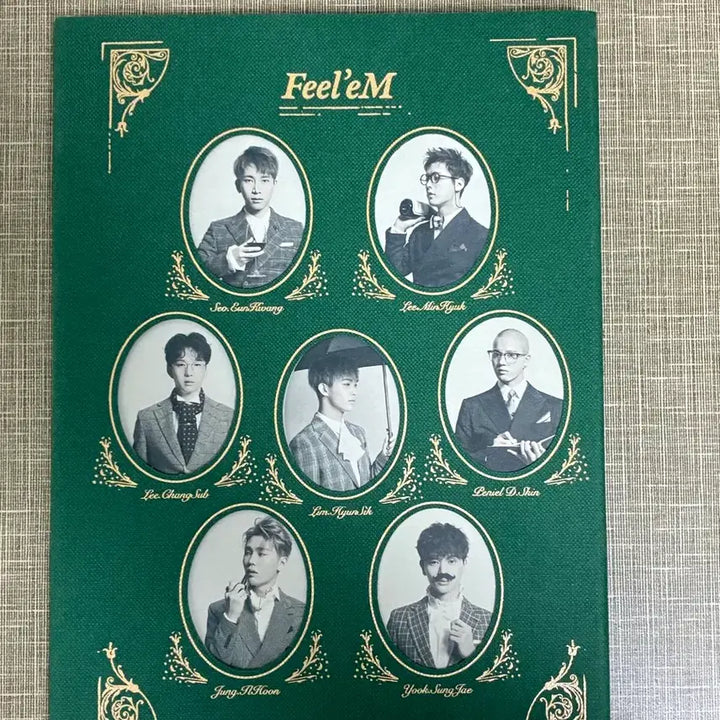 Feel'eM
Seo.EunKwang
Lee.MinHyuk
Lee.ChangSub
Lim.HyunSik
Peniel D.Shin
Jung.IlHoon
Yook.SungJae